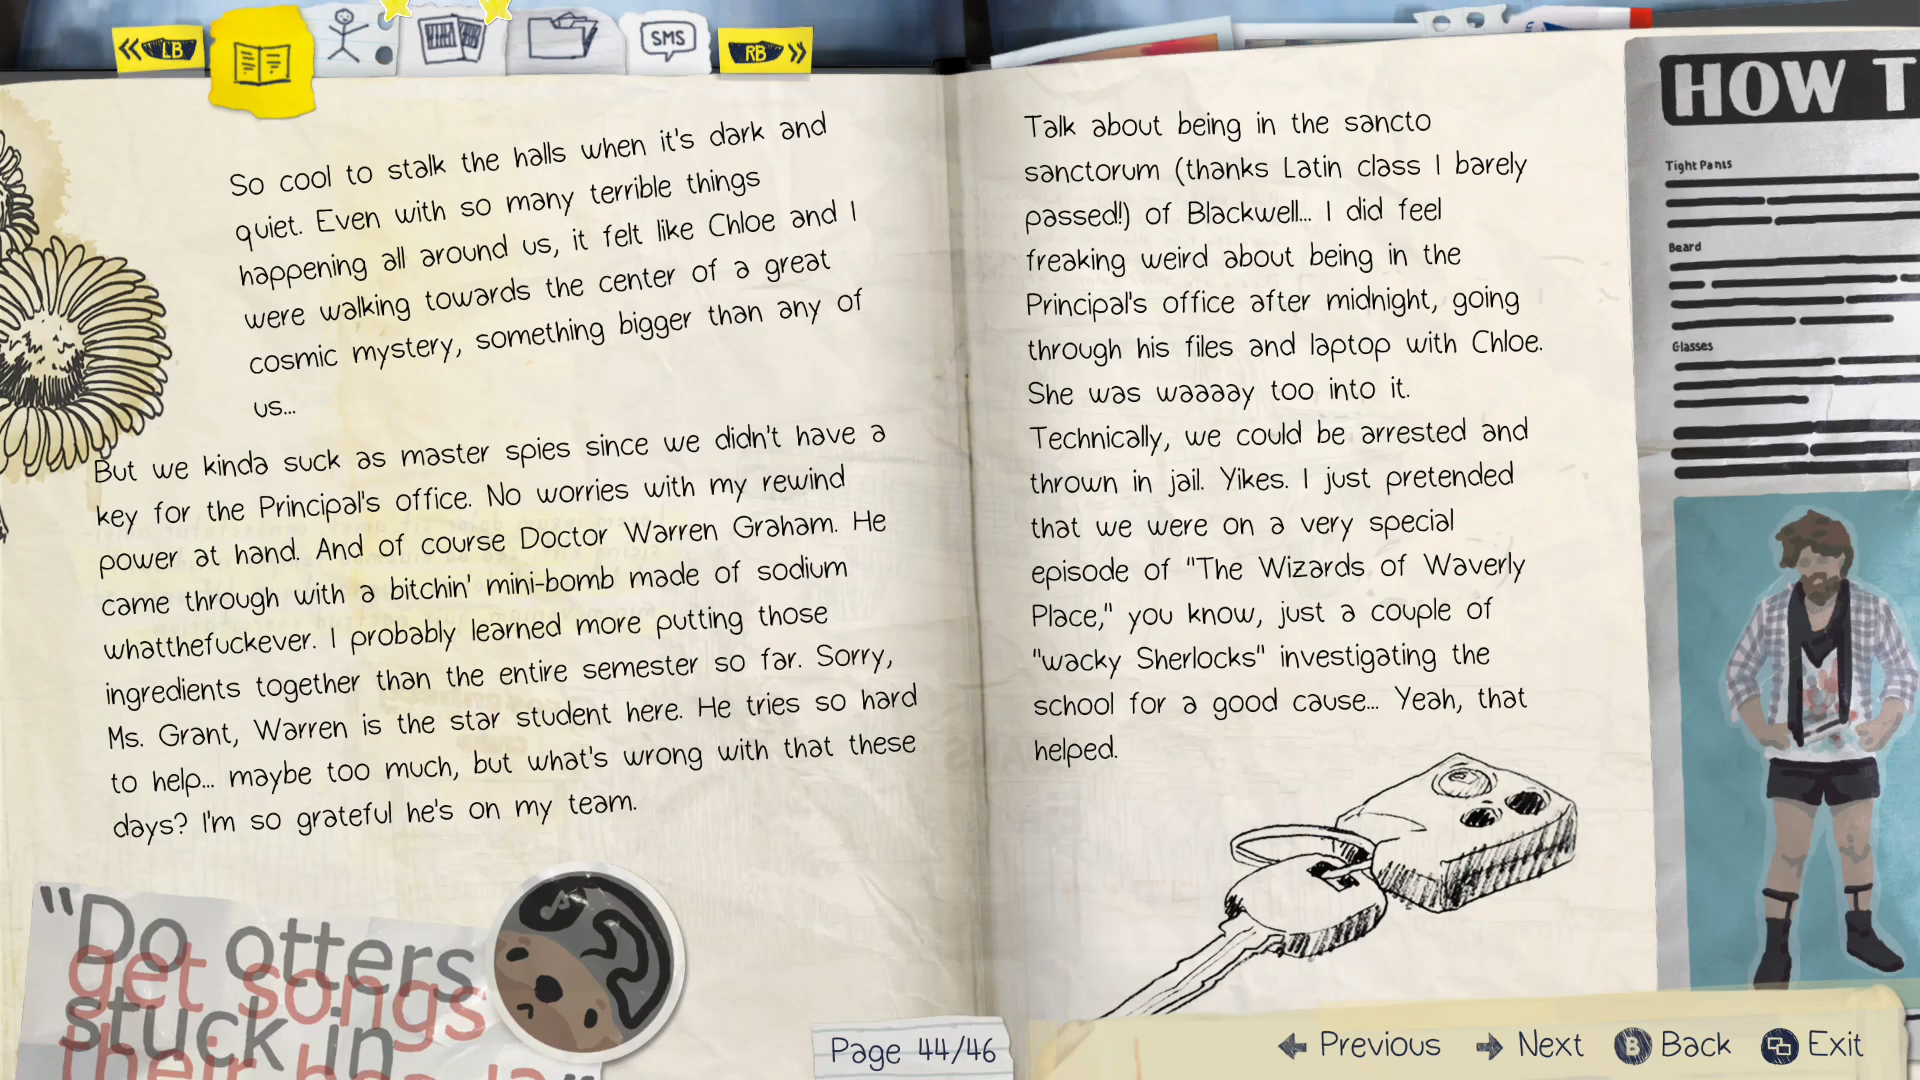 LB
SMS
RB
So cool to stalk the halls when it's dark and
quiet. Even with so many terrible things
happening all around us, it felt like Chloe and I
were walking towards the center of a great
cosmic mystery, something bigger than any of
us...
But we kinda suck as master spies since we didn't have a
key for the Principal's office. No worries with my rewind
power at hand. And of course Doctor Warren Graham. He
came through with a bitchin' mini-bomb made of sodium
whatthefuckever. I probably learned more putting those
ingredients together than the entire semester so far. Sorry,
Ms. Grant, Warren is the star student here. He tries so hard
to help... maybe too much, but what's wrong with that these
days? I'm so grateful he's on my team.
"Do otters
get songs
stuck in
their heads?"
Talk about being in the sancto
sanctorum (thanks Latin class I barely
passed!) of Blackwell... I did feel
freaking weird about being in the
Principal's office after midnight, going
through his files and laptop with Chloe.
She was waaaay too into it.
Technically, we could be arrested and
thrown in jail. Yikes. I just pretended
that we were on a very special
episode of "The Wizards of Waverly
Place," you know, just a couple of
"wacky Sherlocks" investigating the
school for a good cause... Yeah, that
helped.
HOW T
Tight Pants
Beard
Glasses
Page 44/46
Previous
Next
B Back
Exit